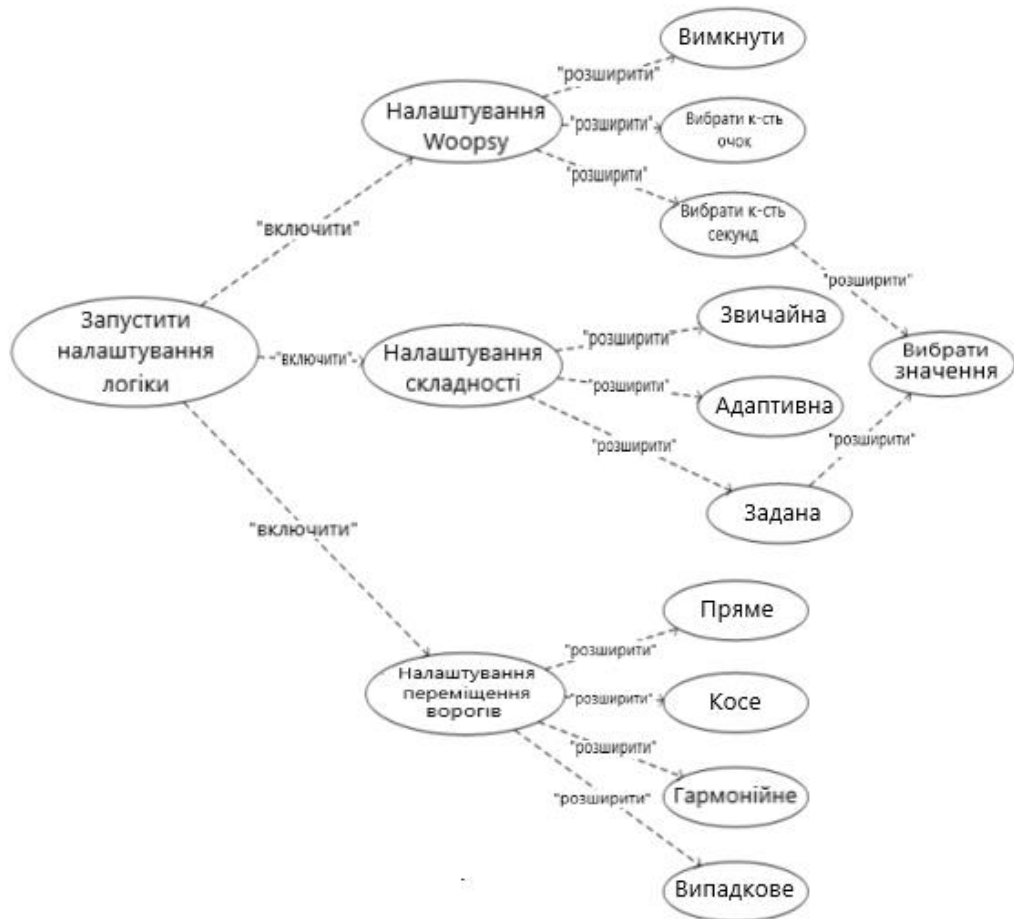 Вимкнути
"розширити"
Налаштування
Woopsy
"розширити"
Вибрати к-сть
очок
"розширити"
Вибрати к-сть
секунд
"включити"
"розширити"
Запустити
налаштування
логіки
"включити"
Налаштування
складності
"розширити"
Звичайна
"розширити"
Адаптивна
"розширити"
Задана
Вибрати
значення
"розширити"
"включити"
Налаштування
переміщення
ворогів
"розширити"
Пряме
"розширити"
Косе
"розширити"
Гармонійне
"розширити"
Випадкове